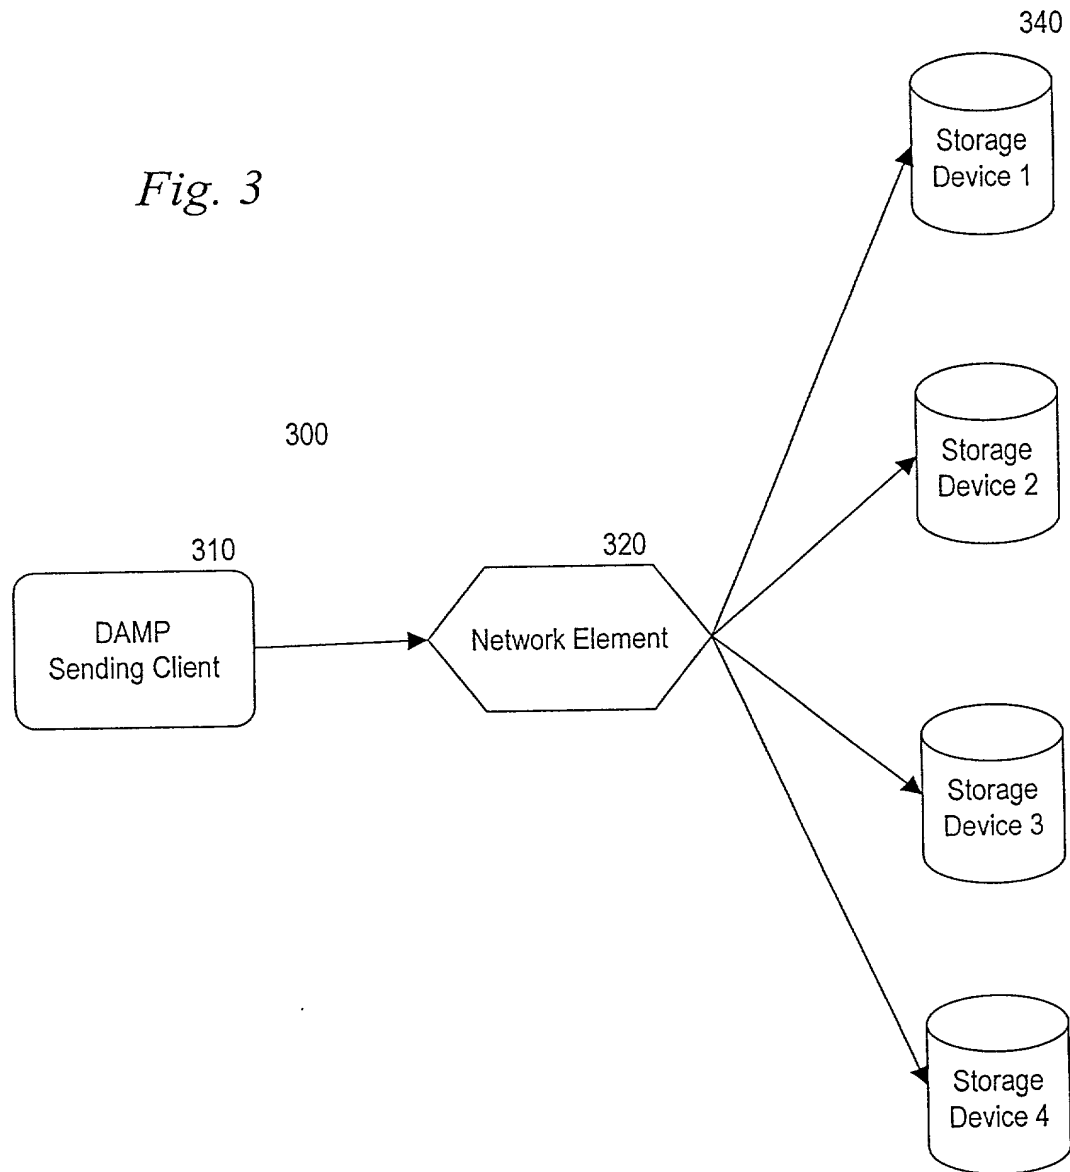 340
Storage
Device 1
Fig. 3
Storage
Device 2
300
310
320
DAMP
Sending Client
Network Element
Storage
Device 3
Storage
Device 4